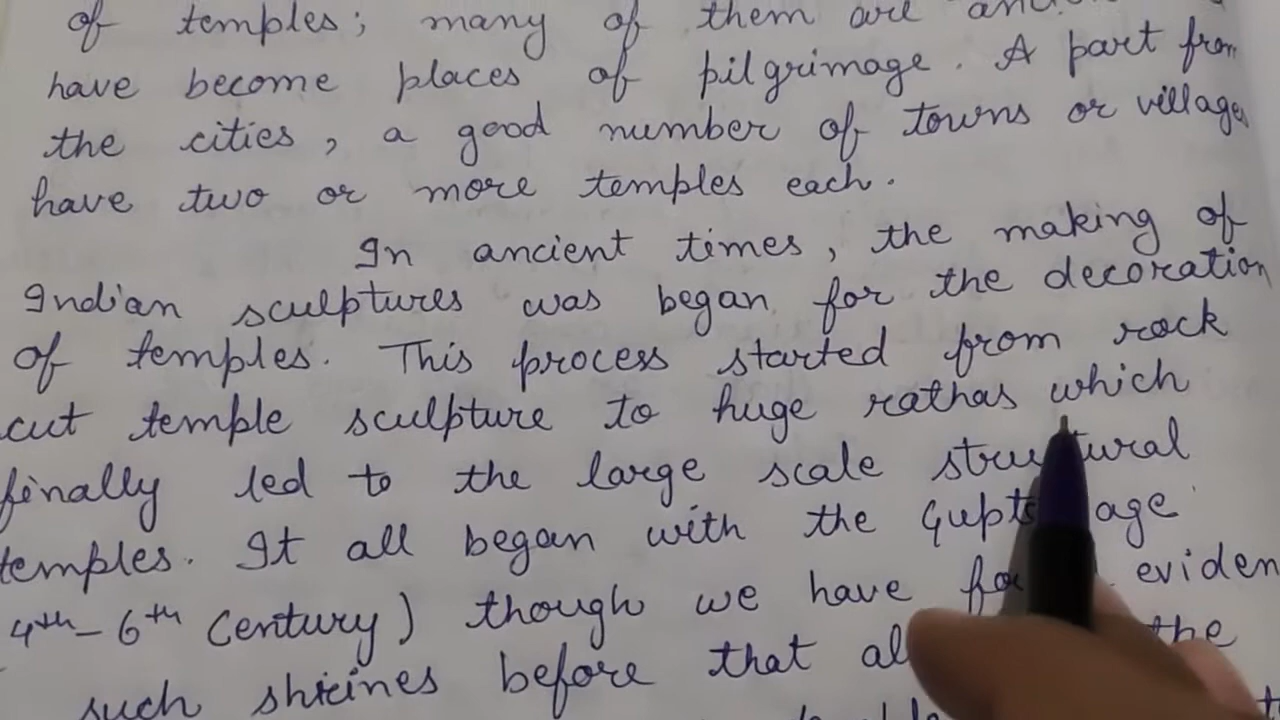 of temples; many of them are
have become places of pilgrimage. A part from
the cities, a good number of towns or village
have two or more temples each.
In ancient times, the making of
Indian sculptures was began for the decoration
of temples. This process started from rock
cut temple sculpture to huge rathas which
finally led to the large scale structural
temples. It all began with the Gupta age
4th - 6th Century) though we have eviden
such shrines before that the